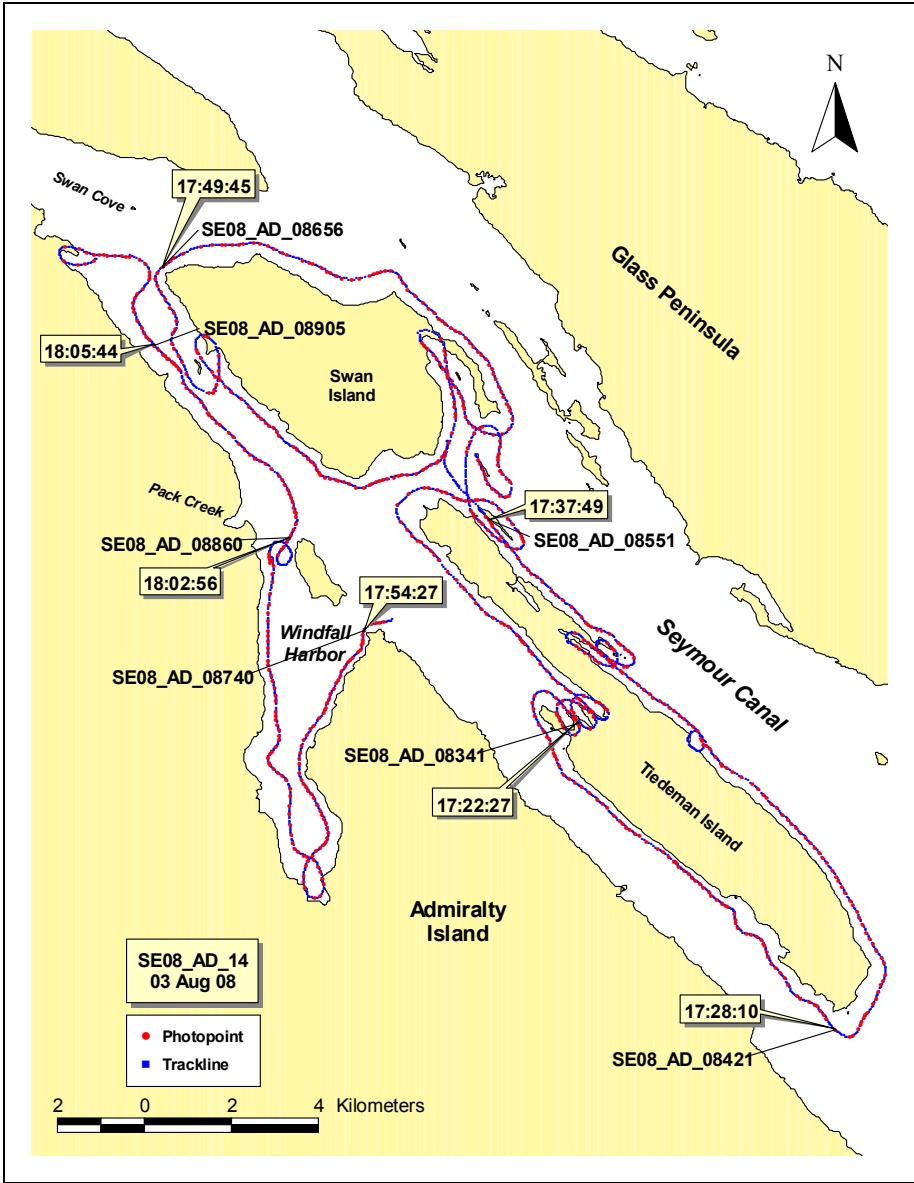 N
Swan Cove
17:49:45
SE08_AD_08656
Glass Peninsula
SE08_AD_08905
18:05:44
Swan
Island
Pack Creek
17:37:49
SE08_AD_08551
SE08_AD_08860
18:02:56
17:54:27
Windfall
Harbor
Seymour Canal
SE08_AD_08740
SE08_AD_08341
17:22:27
Tiedeman Island
Admiralty
Island
SE08_AD_14
03 Aug 08
17:28:10
Photopoint
Trackline
SE08_AD_08421
2 0 2 4 Kilometers